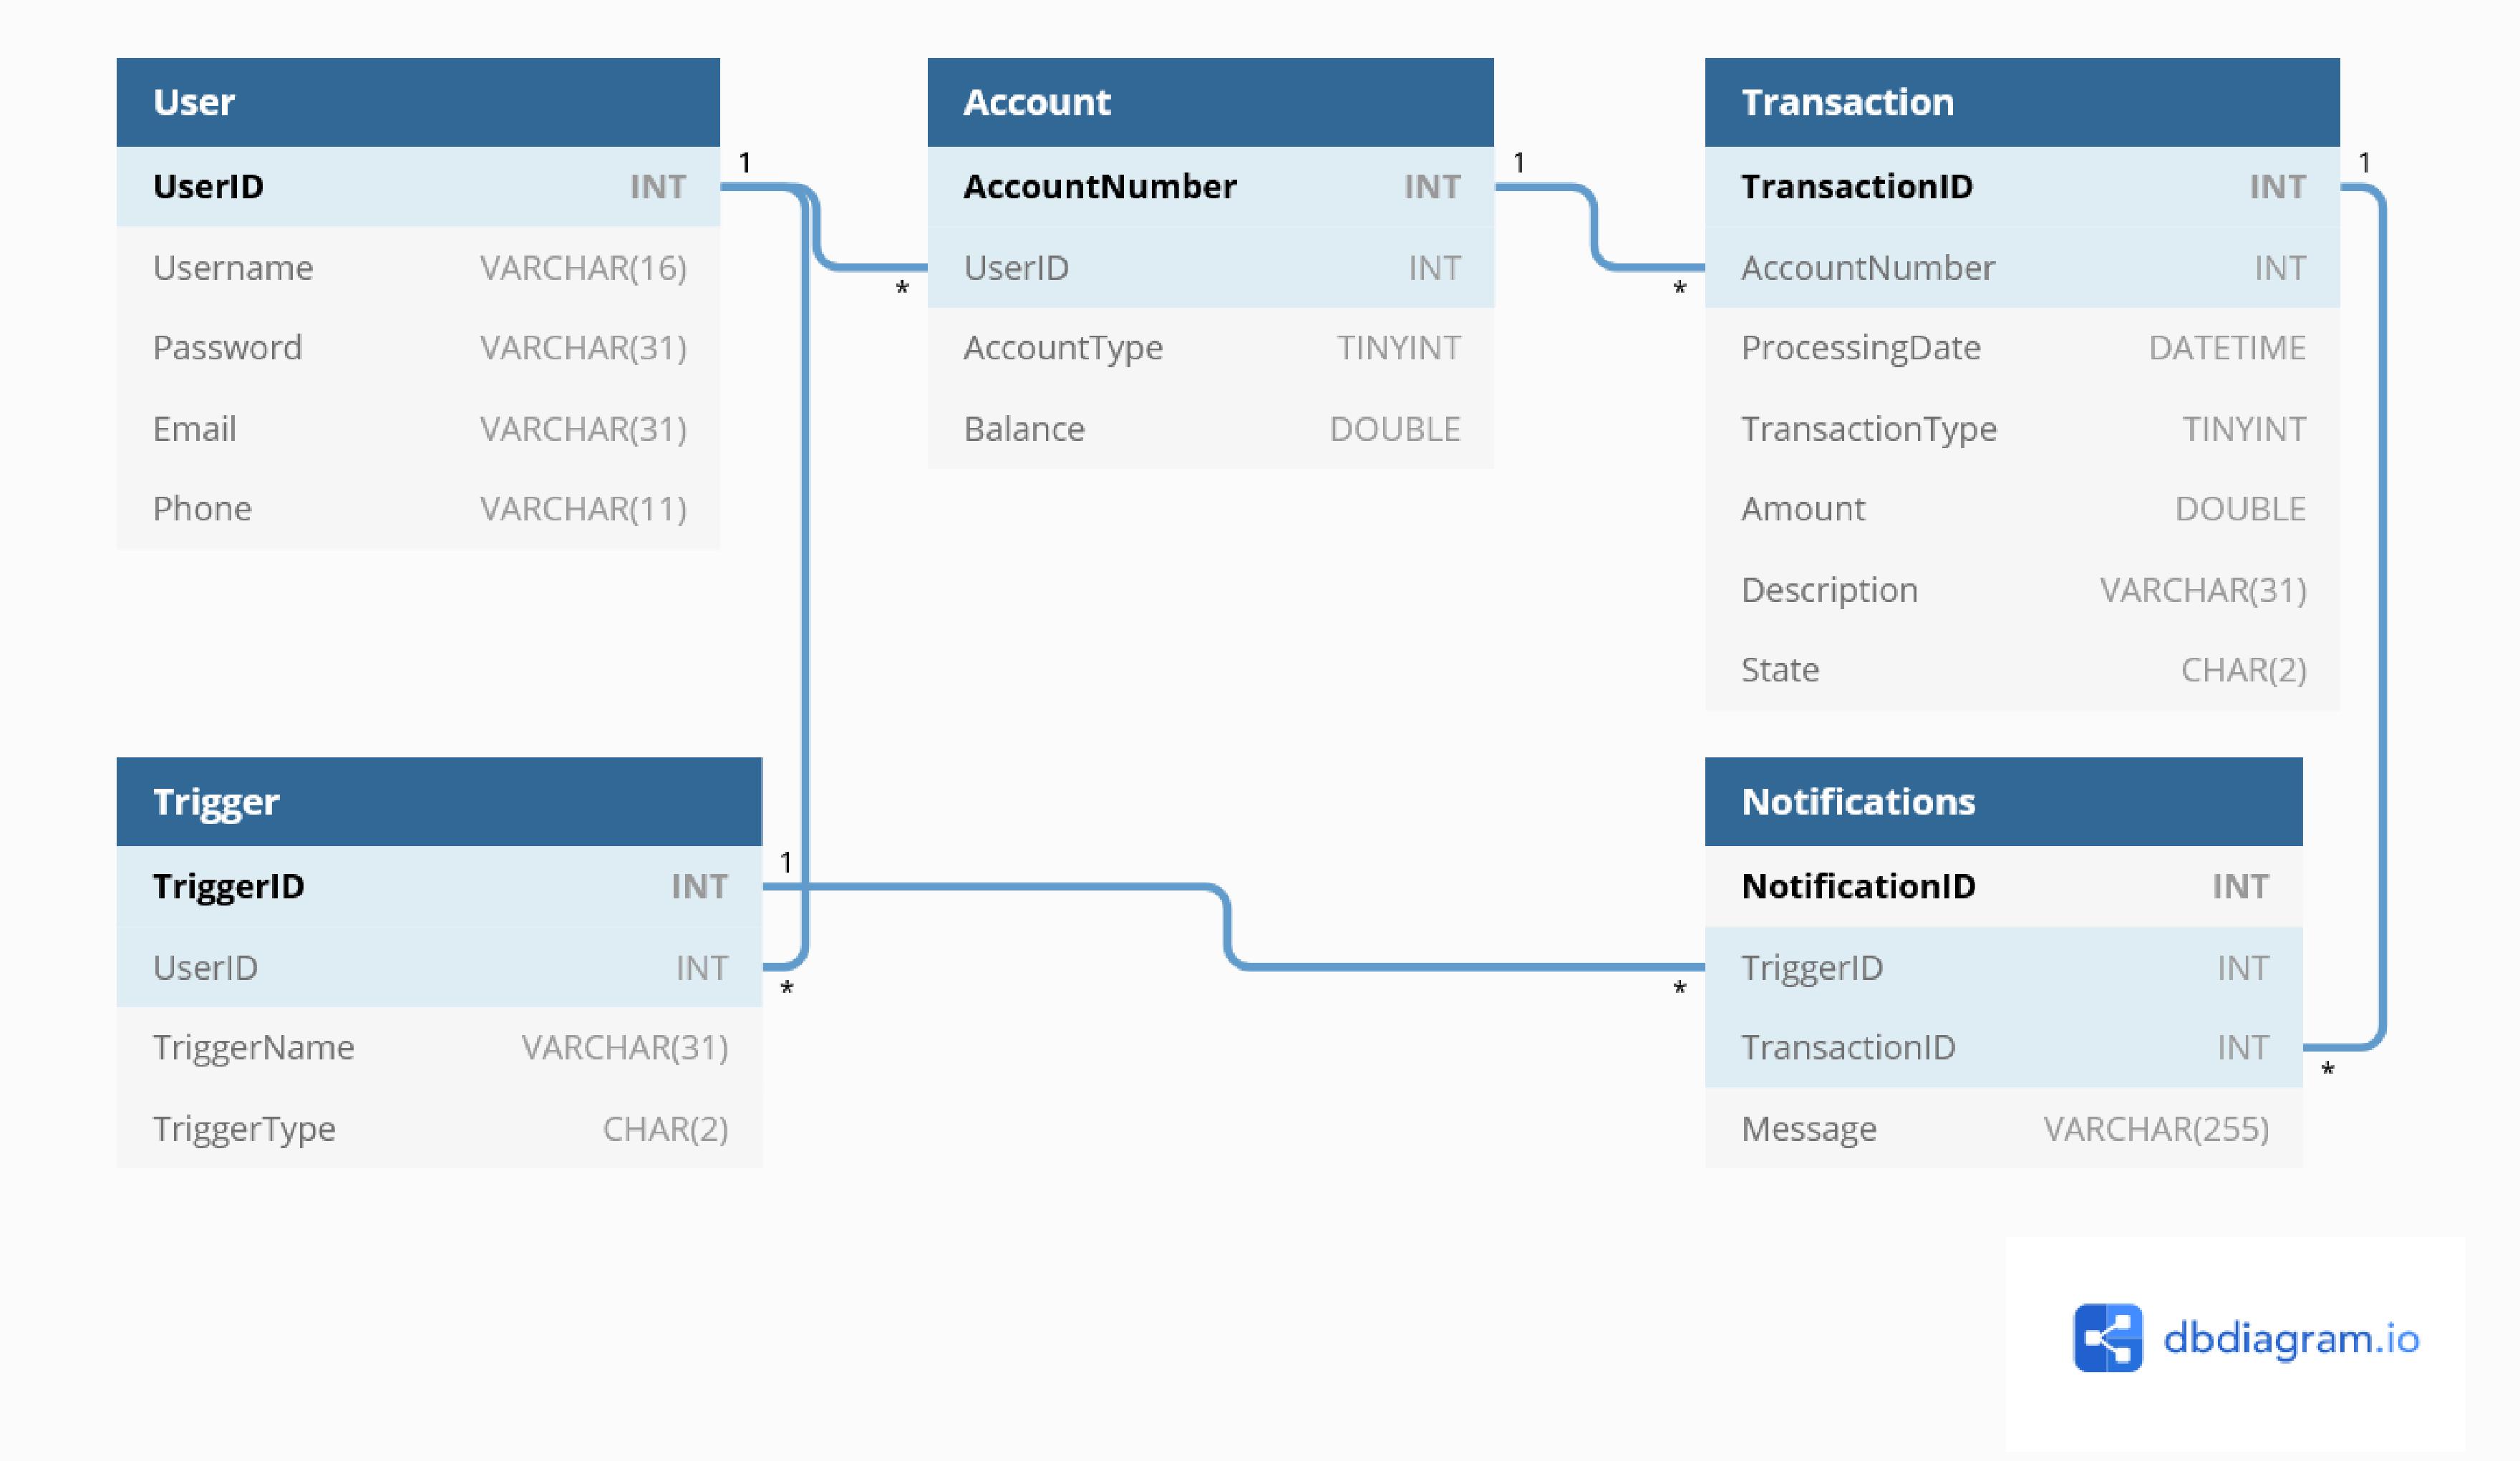 User
UserID INT
Username VARCHAR(16)
Password VARCHAR(31)
Email VARCHAR(31)
Phone VARCHAR(11)
1
*
Account
AccountNumber INT
UserID INT
AccountType TINYINT
Balance DOUBLE
1
*
Transaction
TransactionID INT
AccountNumber INT
ProcessingDate DATETIME
TransactionType TINYINT
Amount DOUBLE
Description VARCHAR(31)
State CHAR(2)
1
Trigger
TriggerID INT
UserID INT
TriggerName VARCHAR(31)
TriggerType CHAR(2)
1
*
*
Notifications
NotificationID INT
TriggerID INT
TransactionID INT
Message VARCHAR(255)
*
dbdiagram.io